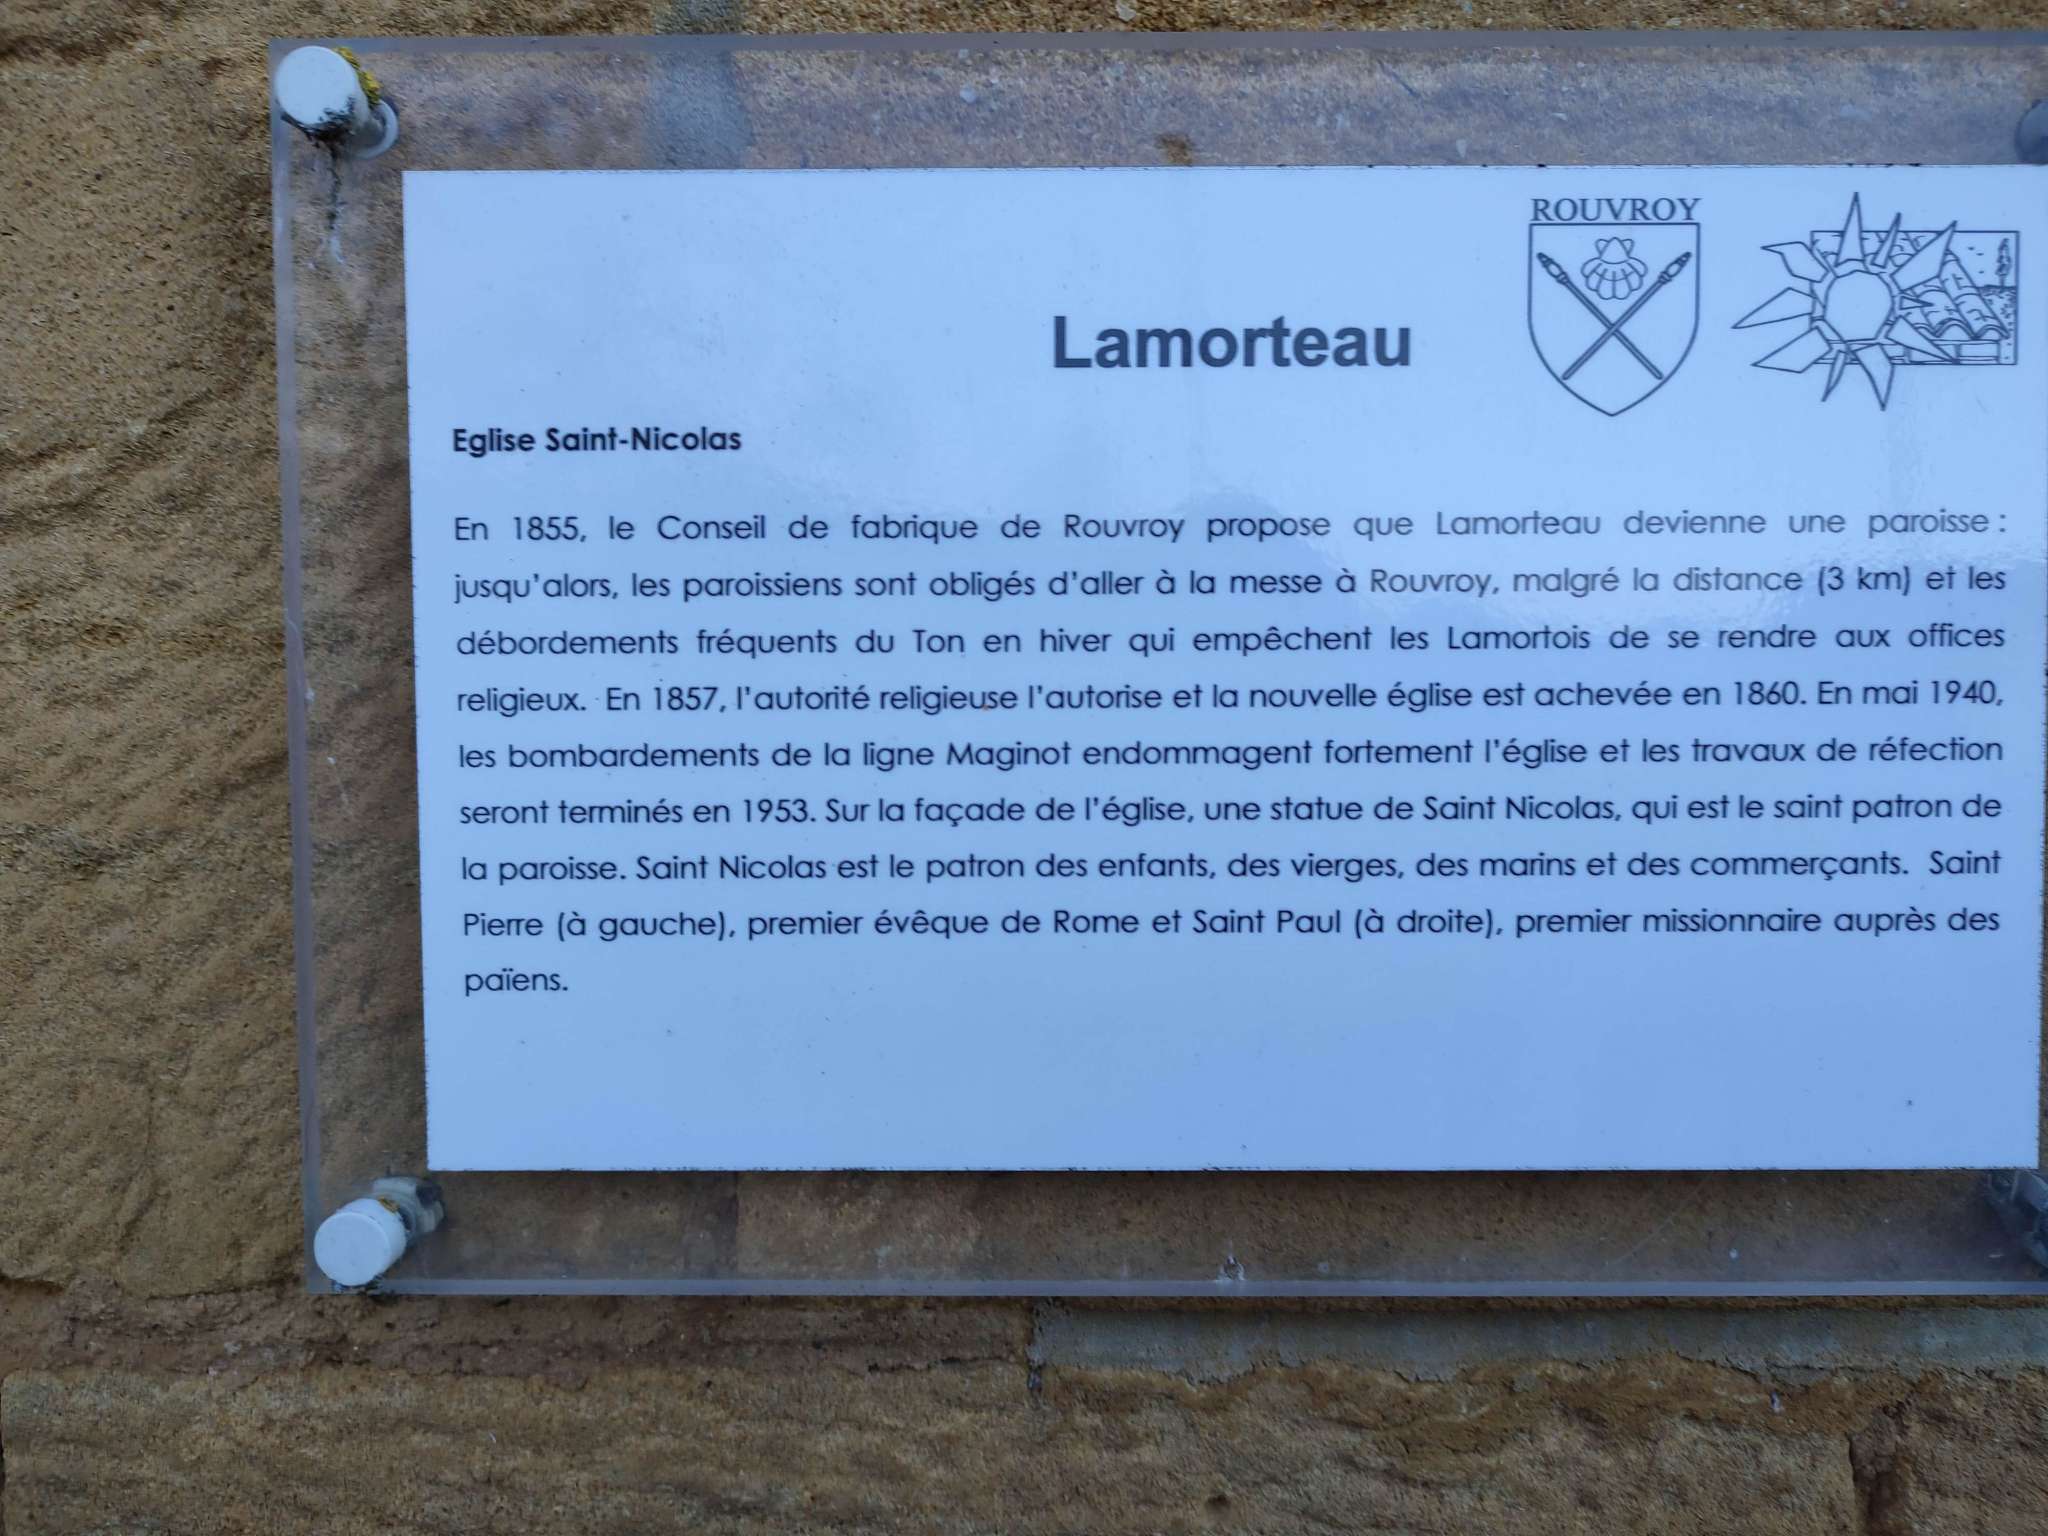 ROUVROY
Lamorteau
Eglise Saint-Nicolas
En 1855, le Conseil de fabrique de Rouvroy propose que Lamorteau devienne une paroisse :
jusqu'alors, les paroissiens sont obligés d'aller à la messe à Rouvroy, malgré la distance (3 km) et les
débordements fréquents du Ton en hiver qui empêchent les Lamortois de se rendre aux offices
religieux. En 1857, l'autorité religieuse l'autorise et la nouvelle église est achevée en 1860. En mai 1940,
les bombardements de la ligne Maginot endommagent fortement l'église et les travaux de réfection
seront terminés en 1953. Sur la façade de l'église, une statue de Saint Nicolas, qui est le saint patron de
la paroisse. Saint Nicolas est le patron des enfants, des vierges, des marins et des commerçants. Saint
Pierre (à gauche), premier évêque de Rome et Saint Paul (à droite), premier missionnaire auprès des
païens.